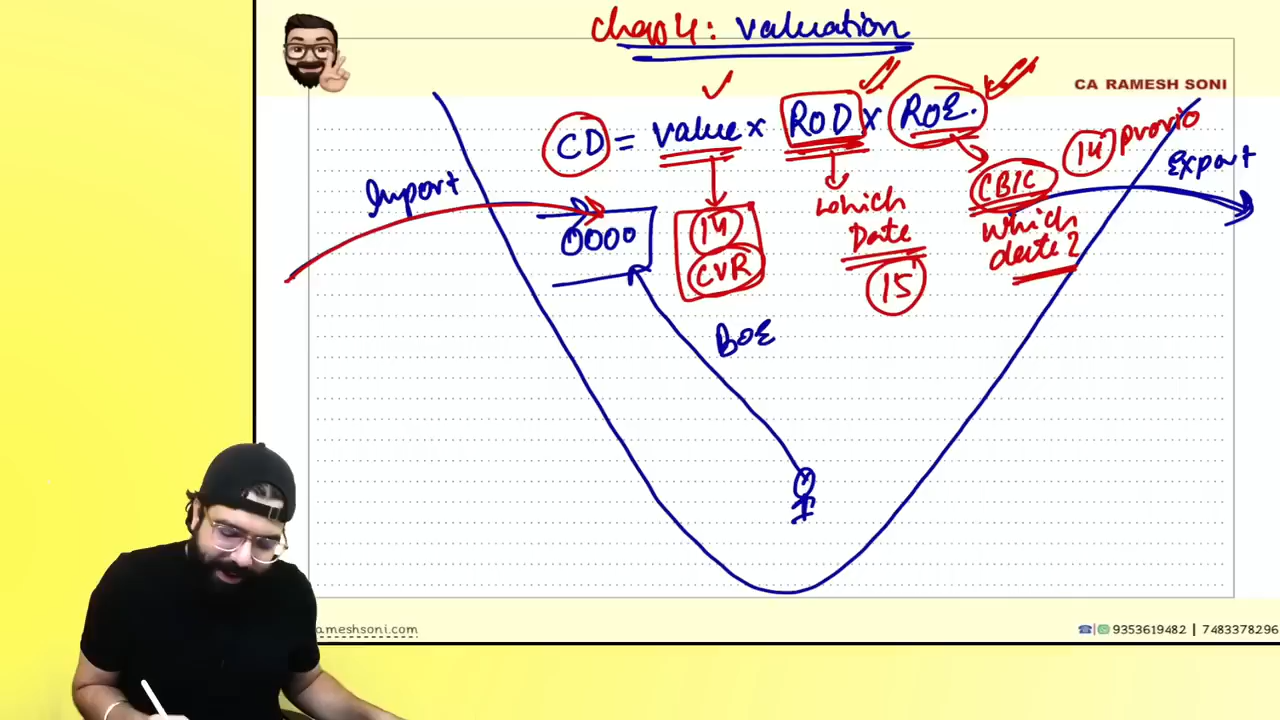 Chap 4: Valuation
CA RAMESH SONI
CD = value x ROD x ROE.
14 proviso
Import
Export
CBIC
0000
14
CVR
which
Date
15
which
date?
BOE
I
ameshsoni.com
9353619482 | 7483378296